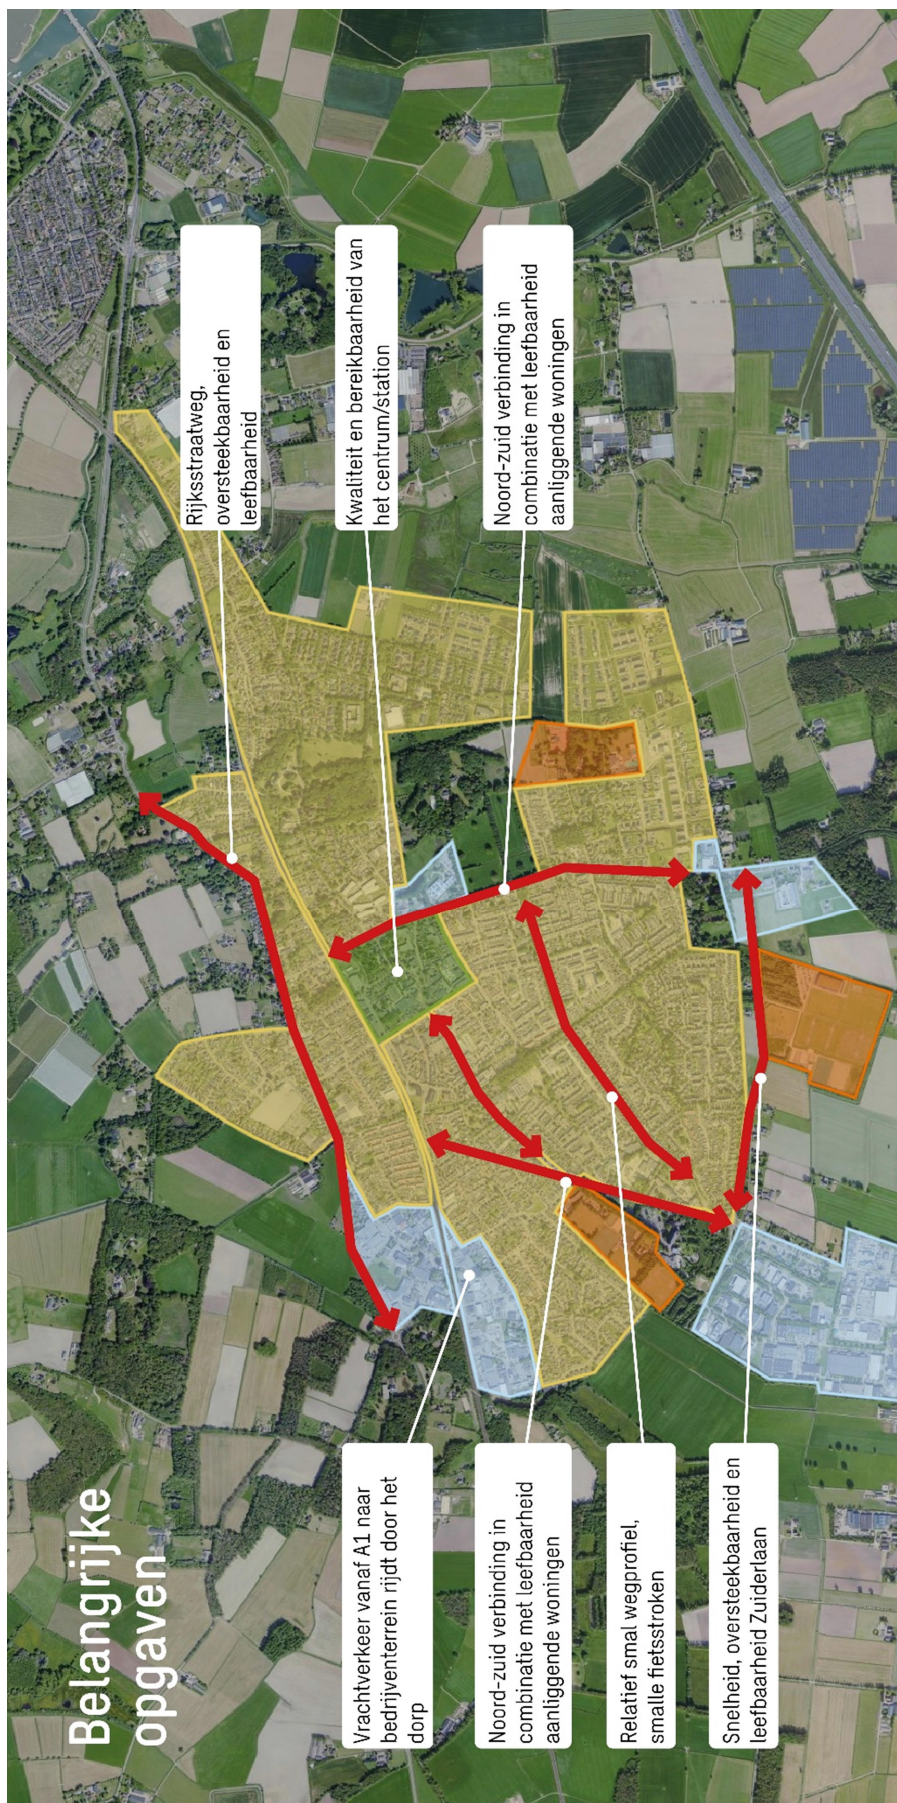 Belangrijke
opgaven
Vrachtverkeer vanaf A1 naar
bedrijventerrein rijdt door het
dorp
Noord-zuid verbinding in
combinatie met leefbaarheid
aanliggende woningen
Relatief smal wegprofiel,
smalle fietsstroken
Snelheid, oversteekbaarheid en
leefbaarheid Zuiderlaan
Rijksstraatweg,
oversteekbaarheid en
leefbaarheid
Kwaliteit en bereikbaarheid van
het centrum/station
Noord-zuid verbinding in
combinatie met leefbaarheid
aanliggende woningen